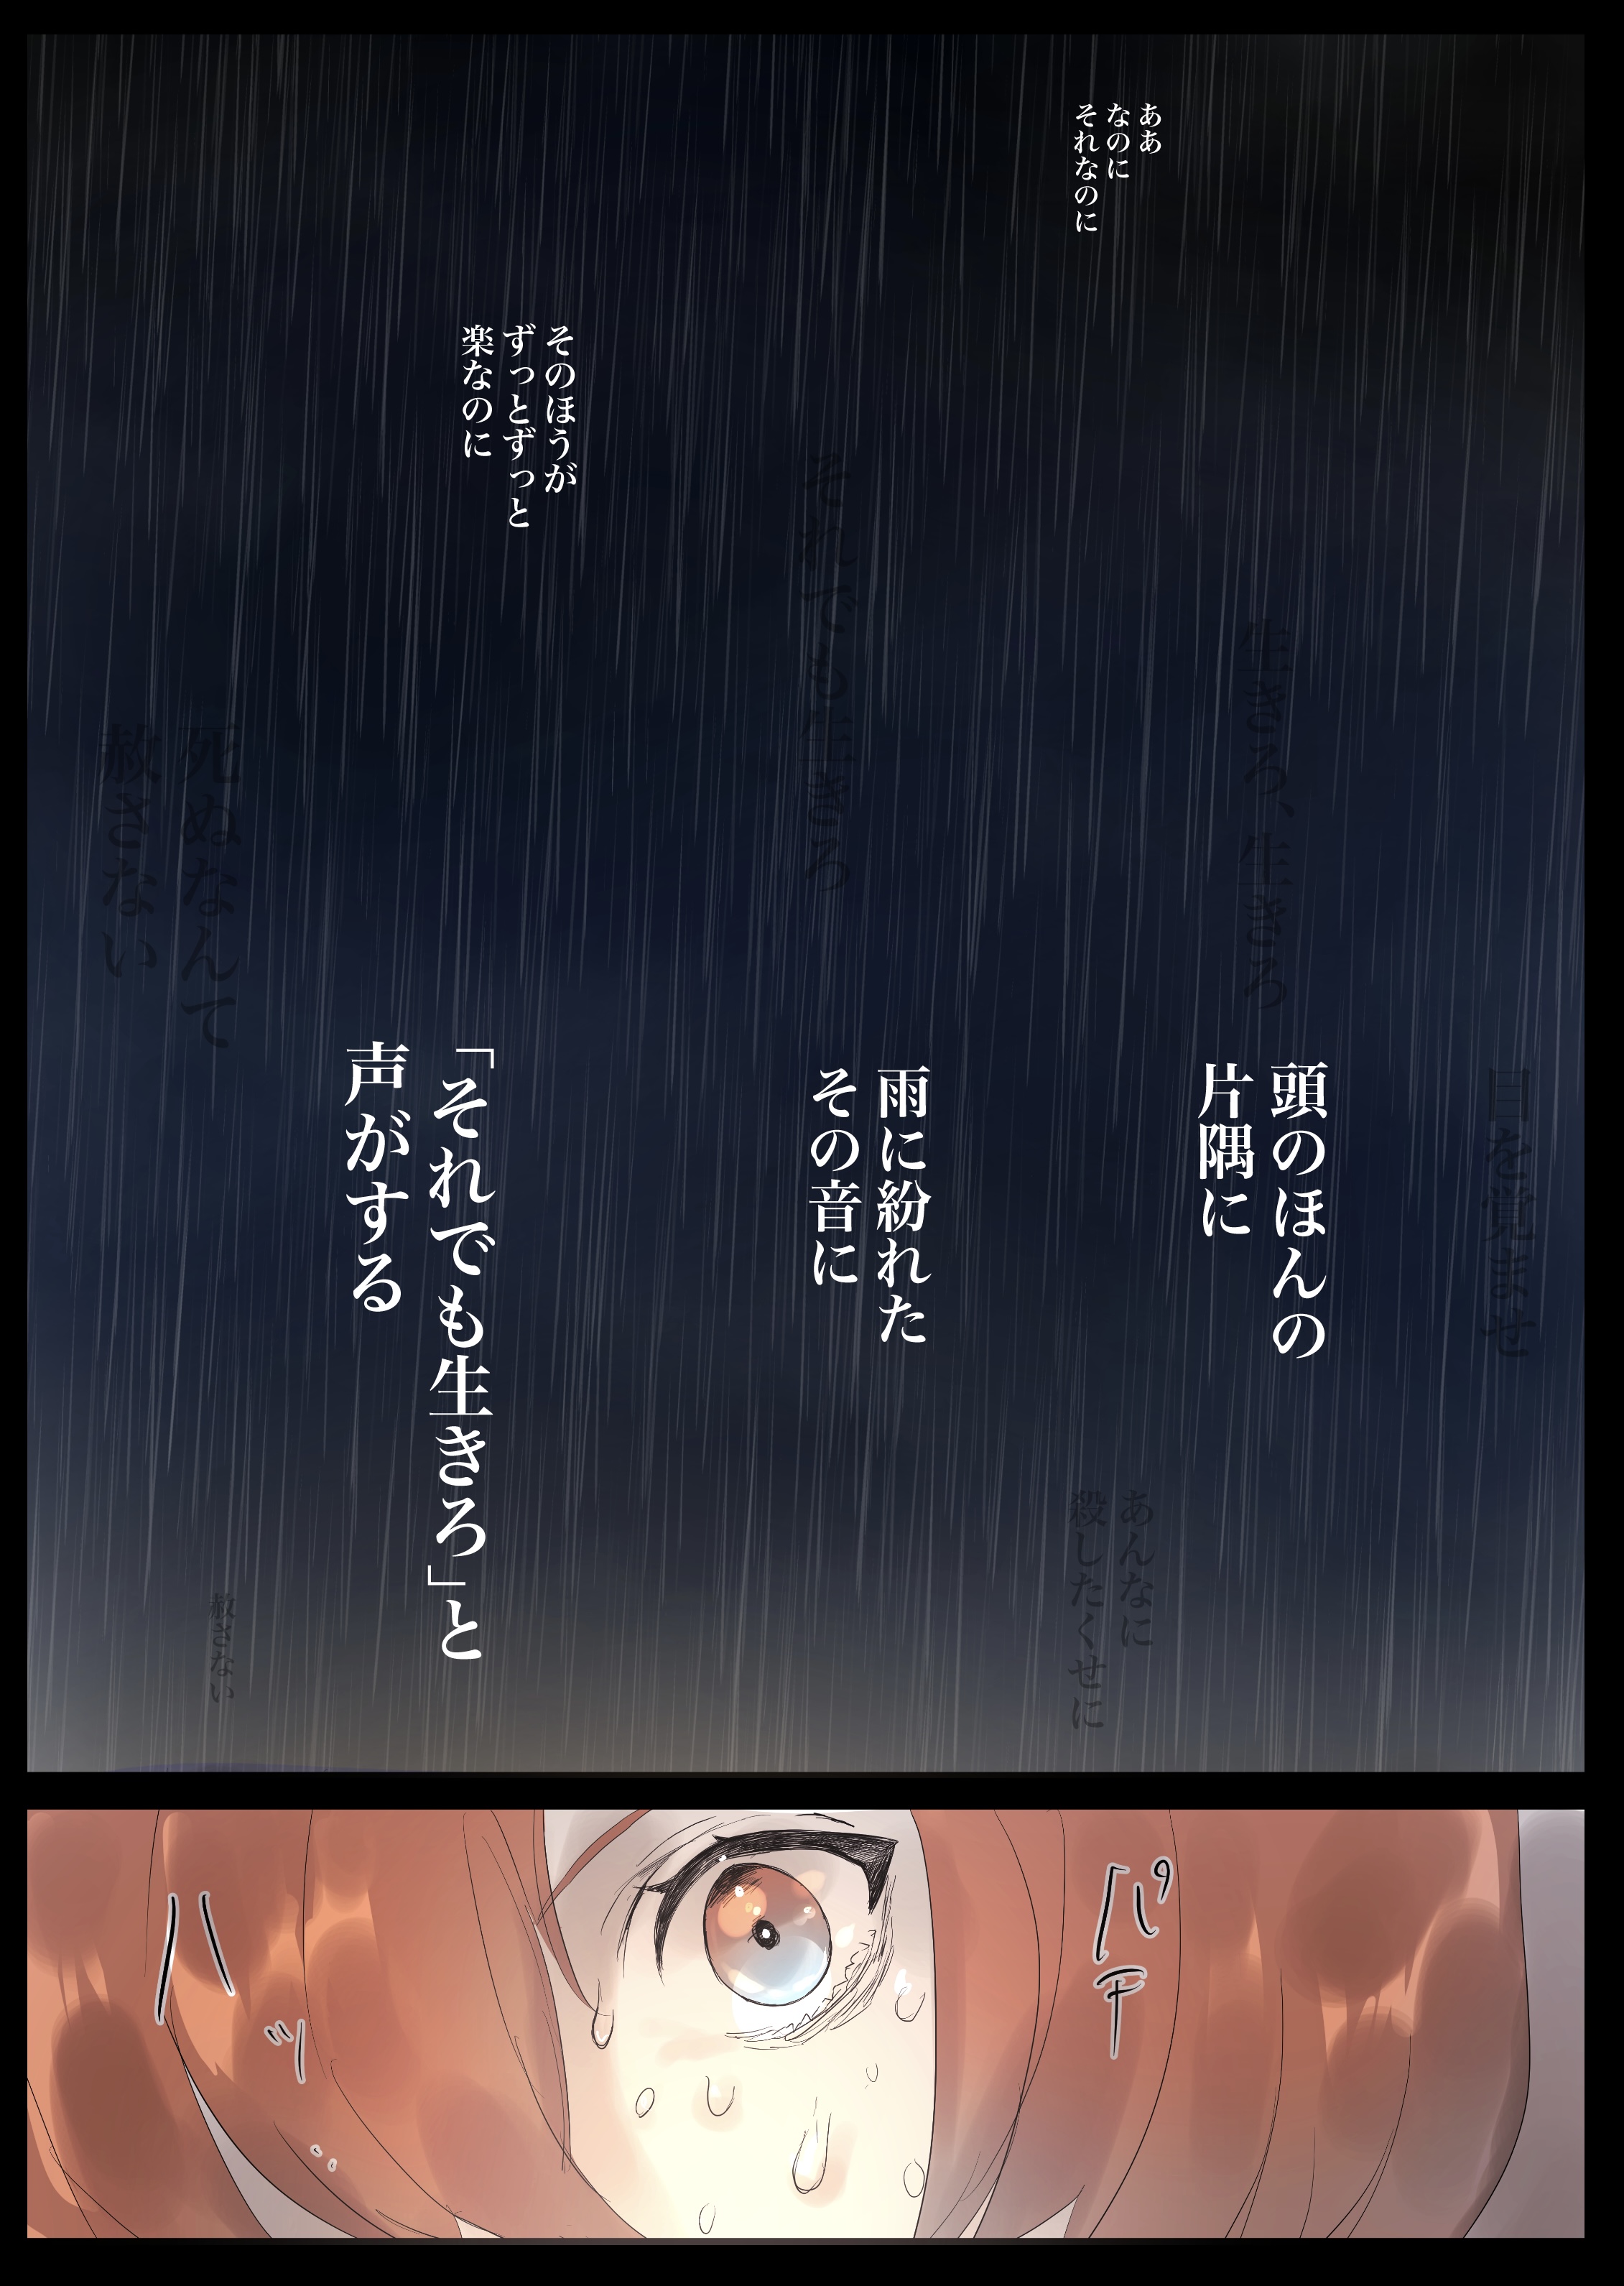 ああ
なのに
それなのに
そのほうが
ずっとずっと
楽なのに
それでも生きろ
生きろ、生きろ
死ぬなんて
赦さない
目を覚ませ
頭のほんの
片隅に
雨に紛れた
その音に
「それでも生きろ」と
声がする
あんなに
殺したくせに
赦さない
パチ
ハッ…